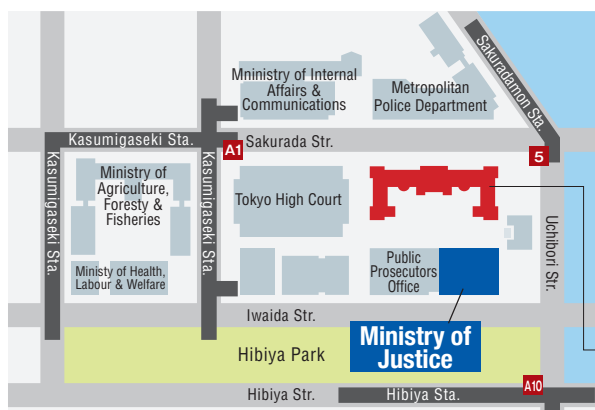 Mninistry of Internal
Affairs &
Communications
Metropolitan
Police Department
Sakuradamon Sta.
Kasumigaseki Sta.
A1
Sakurada Str.
5
Kasumigaseki Sta.
Ministry of
Agriculture,
Foresty &
Fisheries
Kasumigaseki Sta.
Tokyo High Court
Uchibori Str.
Ministy of Health,
Labour & Welfare
Public
Prosecutors
Office
Iwaida Str.
Ministry of
Justice
Hibiya Park
A10
Hibiya Str.
Hibiya Sta.